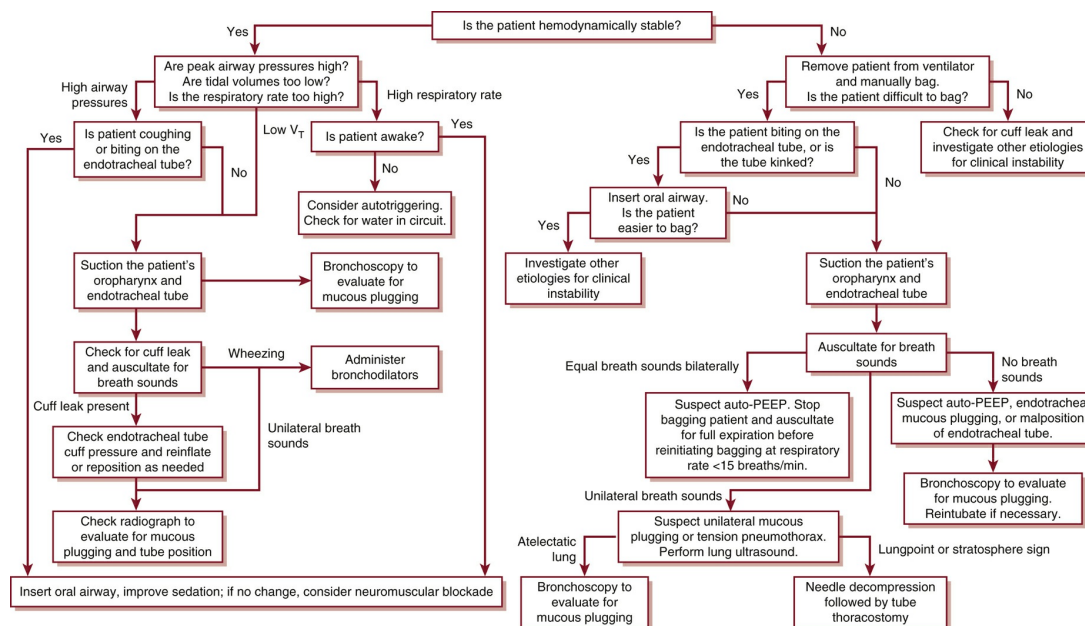 Is the patient hemodynamically stable?
Yes
No
Are peak airway pressures high?
Are tidal volumes too low?
Is the respiratory rate too high?
Remove patient from ventilator
and manually bag.
Is the patient difficult to bag?
High airway
pressures
High respiratory rate
Yes
No
Yes
Is patient coughing
or biting on the
endotracheal tube?
Low VT
Is patient awake?
Yes
Is the patient biting on the
endotracheal tube, or is
the tube kinked?
Check for cuff leak and
investigate other etiologies
for clinical instability
No
No
Yes
No
Consider autotriggering.
Check for water in circuit.
Insert oral airway.
Is the patient
easier to bag?
No
Yes
Suction the patient's
oropharynx and
endotracheal tube
Bronchoscopy to
evaluate for
mucous plugging
Investigate other
etiologies for clinical
instability
Suction the patient's
oropharynx and
endotracheal tube
Check for cuff leak
and auscultate for
breath sounds
Wheezing
Administer
bronchodilators
Auscultate for breath
sounds
Equal breath sounds bilaterally
No breath
sounds
Cuff leak present
Unilateral breath
sounds
Check endotracheal tube
cuff pressure and reinflate
or reposition as needed
Suspect auto-PEEP. Stop
bagging patient and auscultate
for full expiration before
reinitiating bagging at respiratory
rate <15 breaths/min.
Suspect auto-PEEP, endotracheal
mucous plugging, or malposition
of endotracheal tube.
Bronchoscopy to evaluate
for mucous plugging.
Reintubate if necessary.
Unilateral breath sounds
Check radiograph to
evaluate for mucous
plugging and tube position
Suspect unilateral mucous
plugging or tension pneumothorax.
Perform lung ultrasound.
Atelectatic
lung
Lungpoint or stratosphere sign
Insert oral airway, improve sedation; if no change, consider neuromuscular blockade
Bronchoscopy to
evaluate for
mucous plugging
Needle decompression
followed by tube
thoracostomy